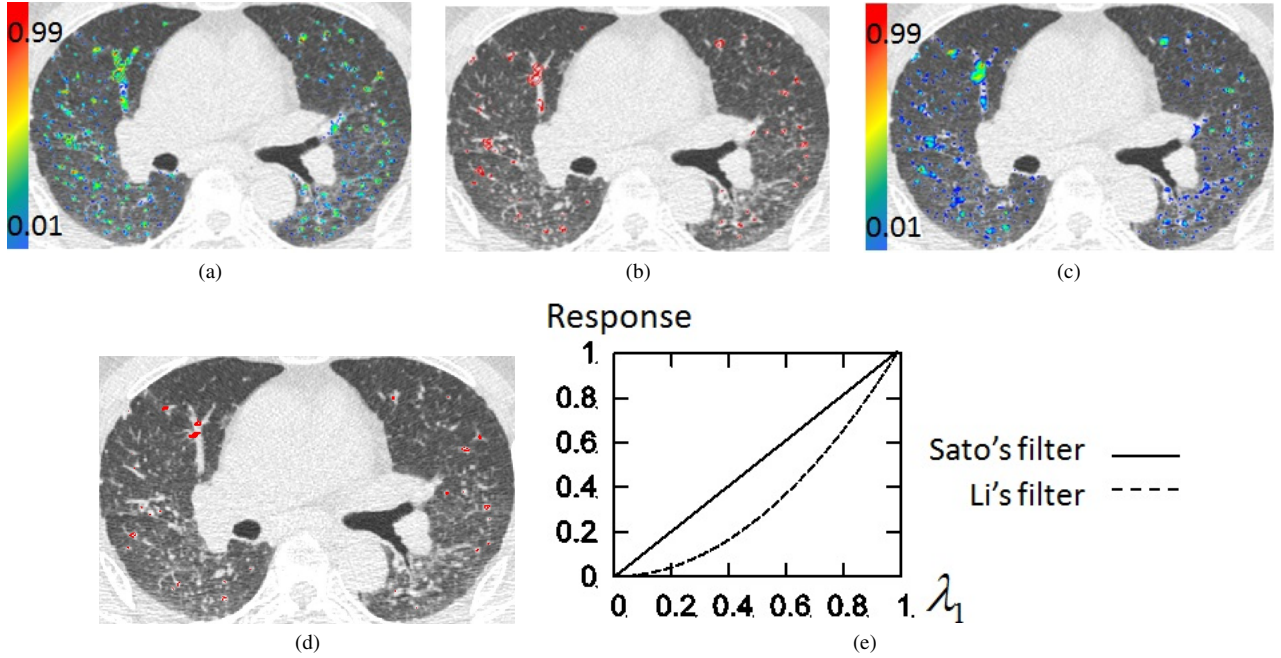 0.99
0.01
(a)
(b)
0.99
0.01
(c)
(d)
Response
1.
0.8
0.6
0.4
0.2
0.
0 0.2 0.4 0.6 0.8 1.
λ1
Sato's filter
Li's filter
(e)